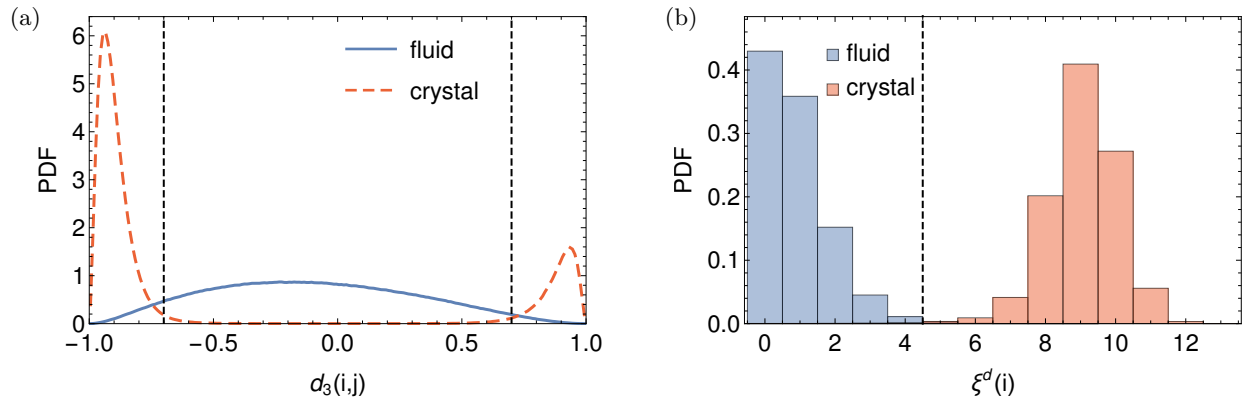 (a)
PDF
6
5
4
3
2
1
0
-1.0 -0.5 0.0 0.5 1.0
d₃(i,j)
fluid
crystal
(b)
PDF
0.4
0.3
0.2
0.1
0.0
0 2 4 6 8 10 12
ξᵈ(i)
fluid
crystal